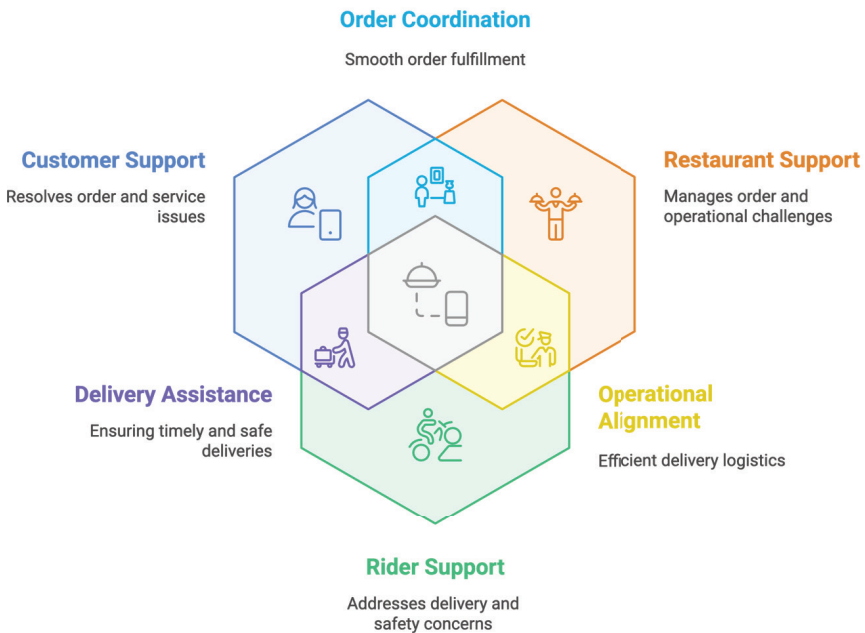 Order Coordination
Smooth order fulfillment
Customer Support
Resolves order and service
issues
Restaurant Support
Manages order and
operational challenges
Delivery Assistance
Ensuring timely and safe
deliveries
Operational
Alignment
Efficient delivery logistics
Rider Support
Addresses delivery and
safety concerns